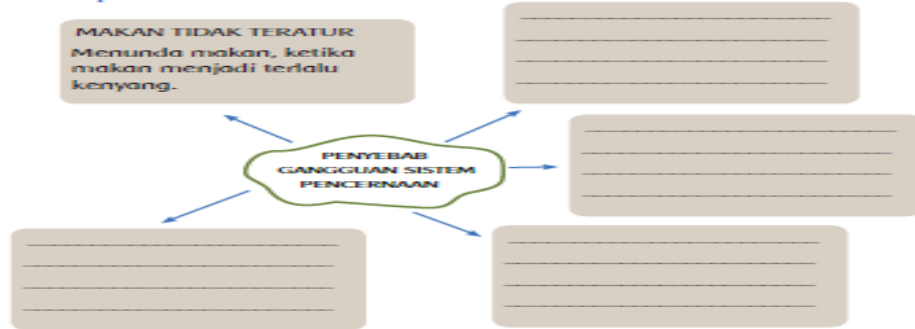 MAKAN TIDAK TERATUR
Menunda makan, ketika
makan menjadi terlalu
kenyang.
PENYEBAB
GANGGUAN SISTEM
PENCERNAAN